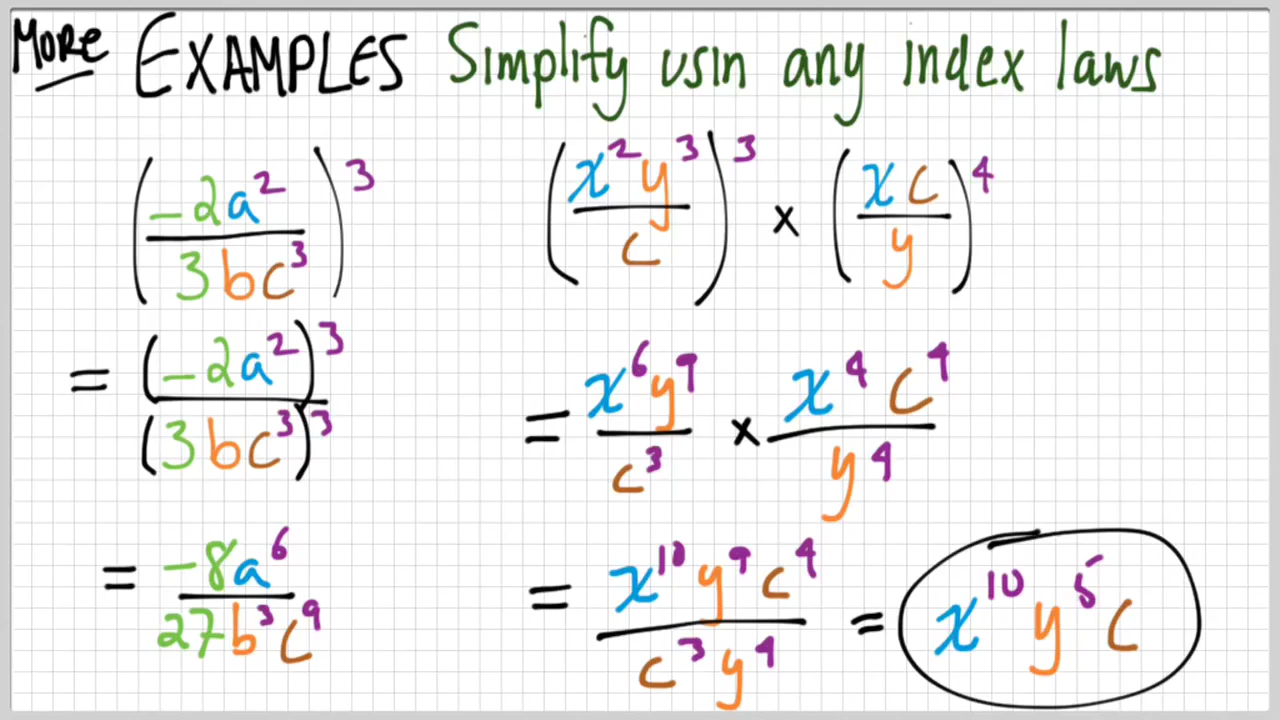 MORE EXAMPLES Simplify usin any index laws
(-2a²/3bc³)³
= (-2a²)³/(3bc³)³
= -8a⁶/27b³c⁹
(x²y³/c)³ × (xc/y)⁴
= x⁶y⁹/c³ × x⁴c⁴/y⁴
= x¹⁰y⁹c⁴/c³y⁴ = x¹⁰y⁵c